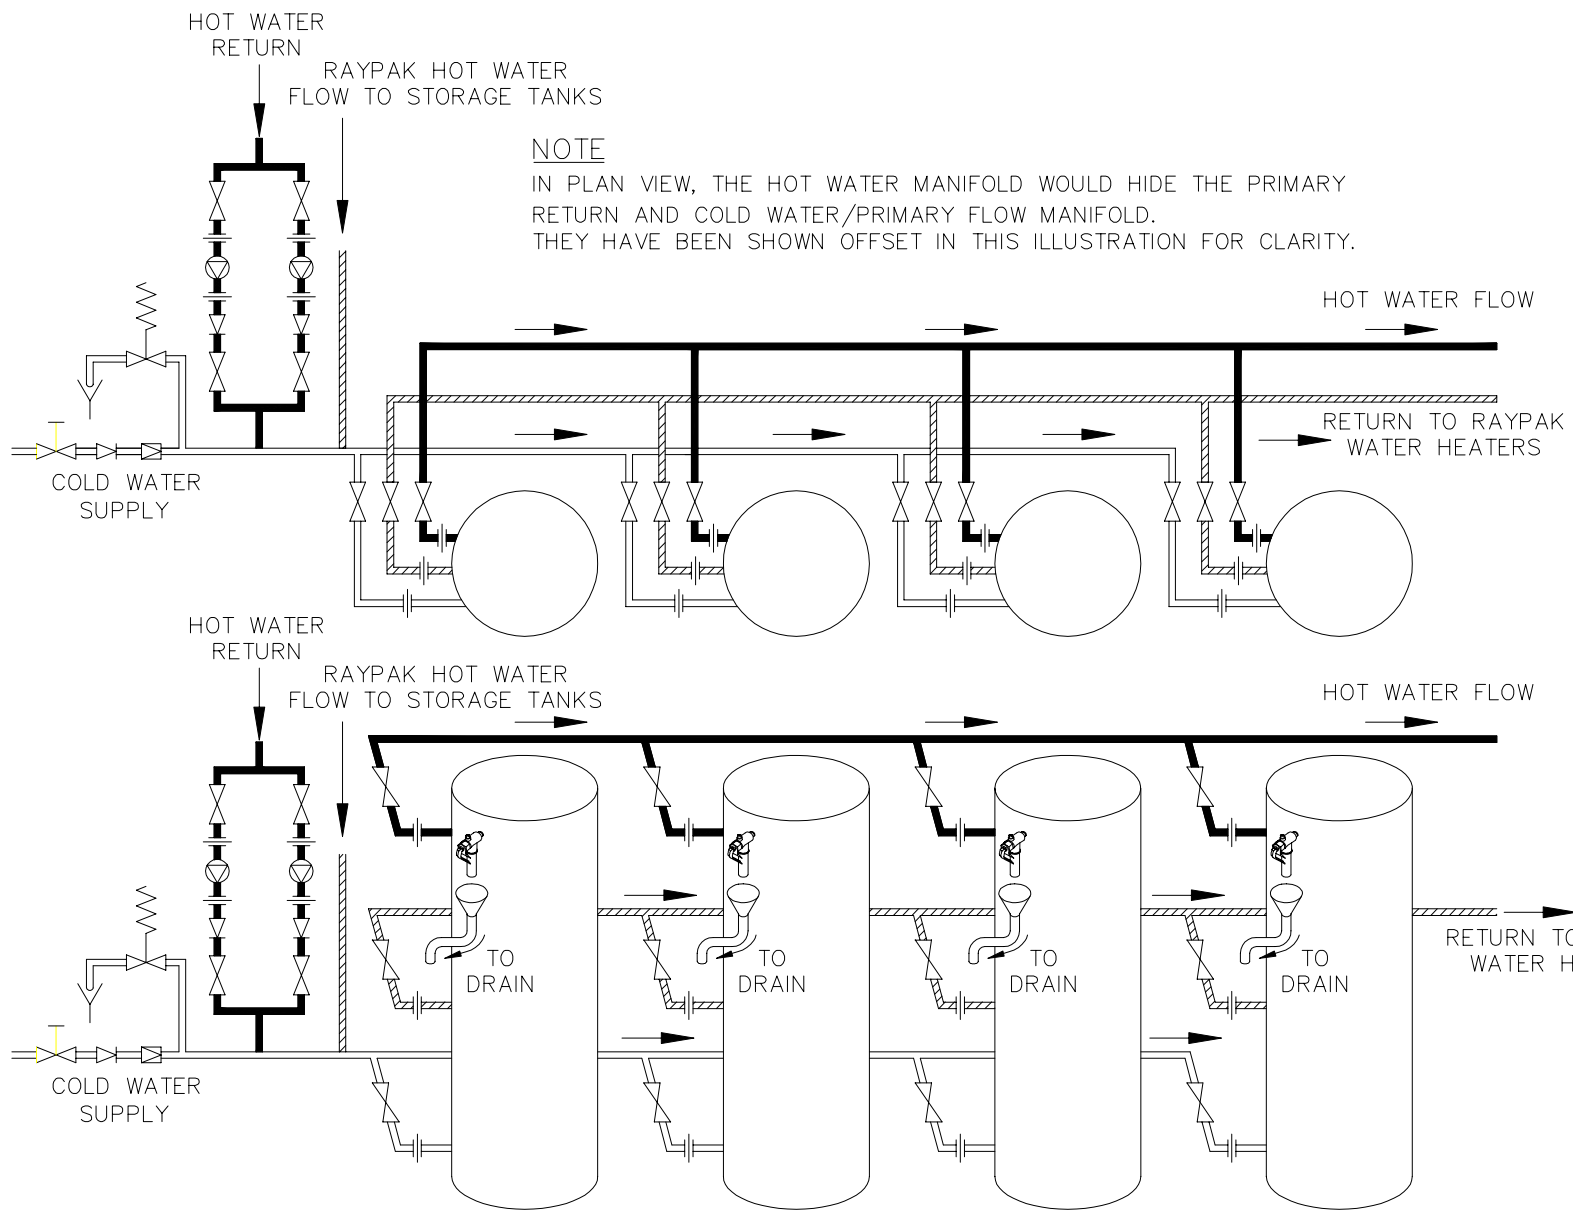 HOT WATER
RETURN
RAYPAK HOT WATER
FLOW TO STORAGE TANKS
NOTE
IN PLAN VIEW, THE HOT WATER MANIFOLD WOULD HIDE THE PRIMARY
RETURN AND COLD WATER/PRIMARY FLOW MANIFOLD.
THEY HAVE BEEN SHOWN OFFSET IN THIS ILLUSTRATION FOR CLARITY.
HOT WATER FLOW
RETURN TO RAYPAK
WATER HEATERS
COLD WATER
SUPPLY
HOT WATER
RETURN
RAYPAK HOT WATER
FLOW TO STORAGE TANKS
HOT WATER FLOW
TO
DRAIN
TO
DRAIN
TO
DRAIN
TO
DRAIN
RETURN TO
WATER H
COLD WATER
SUPPLY